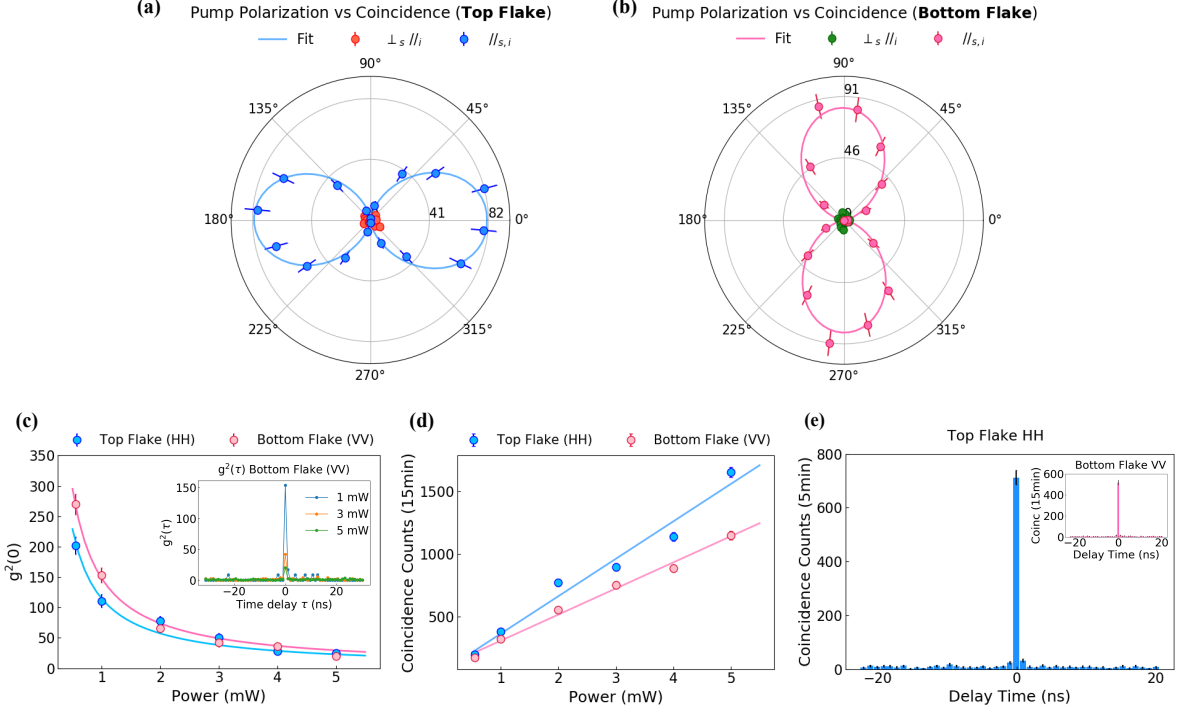 (a)
Pump Polarization vs Coincidence (Top Flake)
Fit
⊥s //i
//s,i
90°
135°
45°
180°
41
82
0°
225°
315°
270°
(b)
Pump Polarization vs Coincidence (Bottom Flake)
Fit
⊥s //i
//s,i
90°
91
135°
45°
46
180°
0°
225°
315°
270°
(c)
Top Flake (HH)
Bottom Flake (VV)
350
300
250
200
150
100
50
0
g²(0)
1
2
3
4
5
Power (mW)
g²(τ) Bottom Flake (VV)
150
100
50
0
g²(τ)
1 mW
3 mW
5 mW
−20
0
20
Time delay τ (ns)
(d)
Top Flake (HH)
Bottom Flake (VV)
1500
1000
500
Coincidence Counts (15min)
1
2
3
4
5
Power (mW)
(e)
Top Flake HH
800
600
400
200
0
Coincidence Counts (5min)
−20
0
20
Delay Time (ns)
Bottom Flake VV
600
400
200
0
Coinc (15min)
−20
0
20
Delay Time (ns)